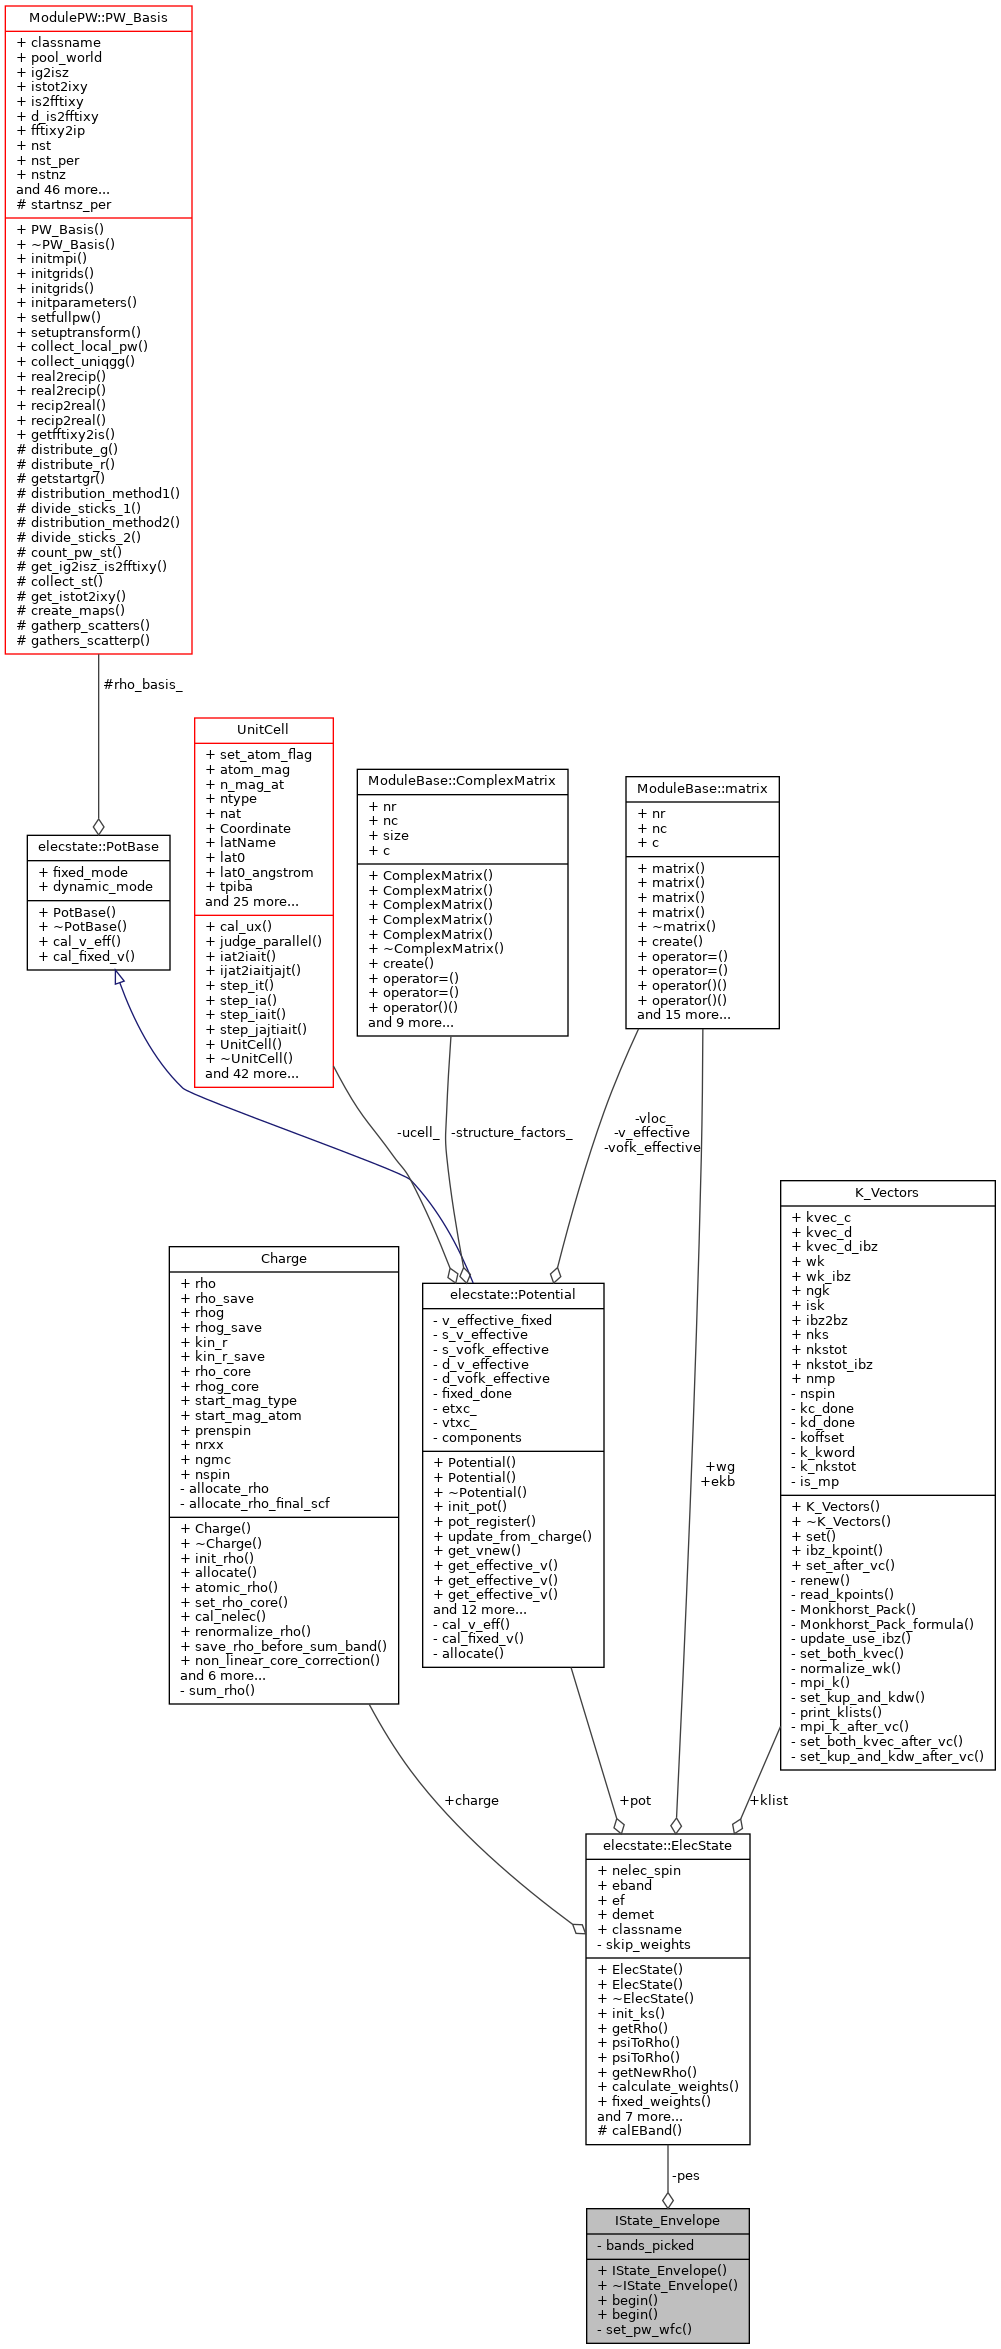 ModulePW::PW_Basis
+ classname
+ pool_world
+ ig2isz
+ istot2ixy
+ is2fftixy
+ d_is2fftixy
+ fftixy2ip
+ nst
+ nst_per
+ nstnz
and 46 more...
# startnsz_per
+ PW_Basis()
+ ~PW_Basis()
+ initmpi()
+ initgrids()
+ initgrids()
+ initparameters()
+ setfullpw()
+ setuptransform()
+ collect_local_pw()
+ collect_uniqgg()
+ real2recip()
+ real2recip()
+ recip2real()
+ recip2real()
+ getfftixy2is()
# distribute_g()
# distribute_r()
# getstartgr()
# distribution_method1()
# divide_sticks_1()
# distribution_method2()
# divide_sticks_2()
# count_pw_st()
# get_ig2isz_is2fftixy()
# collect_st()
# get_istot2ixy()
# create_maps()
# gatherp_scatters()
# gathers_scatterp()
#rho_basis_
elecstate::PotBase
+ fixed_mode
+ dynamic_mode
+ PotBase()
+ ~PotBase()
+ cal_v_eff()
+ cal_fixed_v()
UnitCell
+ set_atom_flag
+ atom_mag
+ n_mag_at
+ ntype
+ nat
+ Coordinate
+ latName
+ lat0
+ lat0_angstrom
+ tpiba
and 25 more...
+ cal_ux()
+ judge_parallel()
+ iat2iait()
+ ijat2iaitjajt()
+ step_it()
+ step_ia()
+ step_iait()
+ step_jajtiait()
+ UnitCell()
+ ~UnitCell()
and 42 more...
ModuleBase::ComplexMatrix
+ nr
+ nc
+ size
+ c
+ ComplexMatrix()
+ ComplexMatrix()
+ ComplexMatrix()
+ ComplexMatrix()
+ ComplexMatrix()
+ ~ComplexMatrix()
+ create()
+ operator=()
+ operator=()
+ operator()()
and 9 more...
ModuleBase::matrix
+ nr
+ nc
+ c
+ matrix()
+ matrix()
+ matrix()
+ matrix()
+ ~matrix()
+ create()
+ operator=()
+ operator=()
+ operator()()
+ operator()()
and 15 more...
-ucell_
-structure_factors_
-vloc_
-v_effective
-vofk_effective
K_Vectors
+ kvec_c
+ kvec_d
+ kvec_d_ibz
+ wk
+ wk_ibz
+ ngk
+ isk
+ ibz2bz
+ nks
+ nkstot
+ nkstot_ibz
+ nmp
- nspin
- kc_done
- kd_done
- koffset
- k_kword
- k_nkstot
- is_mp
+ K_Vectors()
+ ~K_Vectors()
+ set()
+ ibz_kpoint()
+ set_after_vc()
- renew()
- read_kpoints()
- Monkhorst_Pack()
- Monkhorst_Pack_formula()
- update_use_ibz()
- set_both_kvec()
- normalize_wk()
- mpi_k()
- set_kup_and_kdw()
- print_klists()
- mpi_k_after_vc()
- set_both_kvec_after_vc()
- set_kup_and_kdw_after_vc()
Charge
+ rho
+ rho_save
+ rhog
+ rhog_save
+ kin_r
+ kin_r_save
+ rho_core
+ rhog_core
+ start_mag_type
+ start_mag_atom
+ prenspin
+ nrxx
+ ngmc
+ nspin
- allocate_rho
- allocate_rho_final_scf
+ Charge()
+ ~Charge()
+ init_rho()
+ allocate()
+ atomic_rho()
+ set_rho_core()
+ cal_nelec()
+ renormalize_rho()
+ save_rho_before_sum_band()
+ non_linear_core_correction()
and 6 more...
- sum_rho()
elecstate::Potential
- v_effective_fixed
- s_v_effective
- s_vofk_effective
- d_v_effective
- d_vofk_effective
- fixed_done
- etxc_
- vtxc_
- components
+ Potential()
+ Potential()
+ ~Potential()
+ init_pot()
+ pot_register()
+ update_from_charge()
+ get_vnew()
+ get_effective_v()
+ get_effective_v()
+ get_effective_v()
and 12 more...
- cal_v_eff()
- cal_fixed_v()
- allocate()
+wg
+ekb
+charge
+pot
+klist
elecstate::ElecState
+ nelec_spin
+ eband
+ ef
+ demet
+ classname
- skip_weights
+ ElecState()
+ ElecState()
+ ~ElecState()
+ init_ks()
+ getRho()
+ psiToRho()
+ psiToRho()
+ getNewRho()
+ calculate_weights()
+ fixed_weights()
and 7 more...
# calEBand()
-pes
IState_Envelope
- bands_picked
+ IState_Envelope()
+ ~IState_Envelope()
+ begin()
+ begin()
- set_pw_wfc()